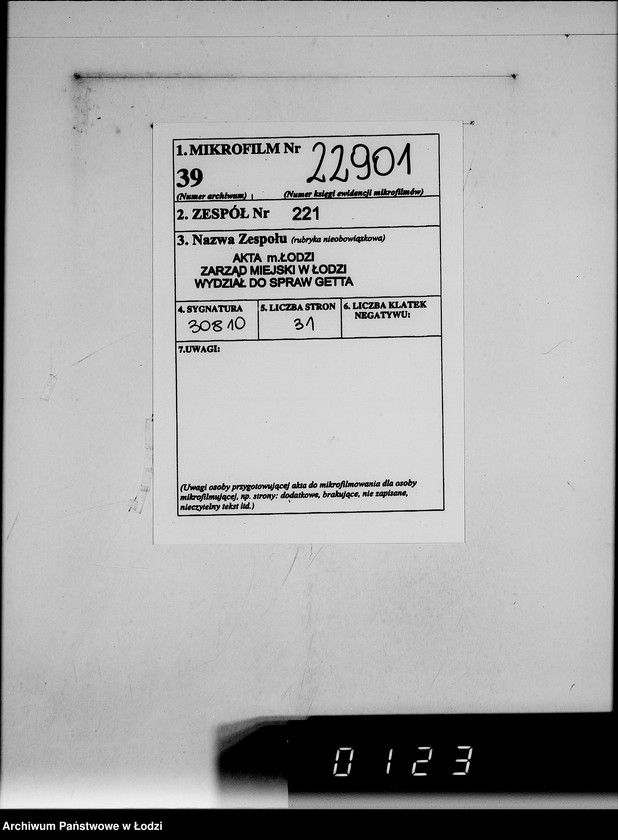 1. MIKROFILM Nr 22901
39
(Numer archiwum) (Numer księgi ewidencji mikrofilmów)
2. ZESPÓŁ Nr 221
3. Nazwa Zespołu (rubryka nieobowiązkowa)
AKTA m.ŁODZI
ZARZĄD MIEJSKI W ŁODZI
WYDZIAŁ DO SPRAW GETTA
4. SYGNATURA
30810
5. LICZBA STRON
31
6. LICZBA KLATEK
NEGATYWU:
7.UWAGI:
(Uwagi osoby przygotowującej akta do mikrofilmowania dla osoby
mikrofilmującej, np. strony: dodatkowe, brakujące, nie zapisane,
nieczytelny tekst itd.)
0123
Archiwum Państwowe w Łodzi